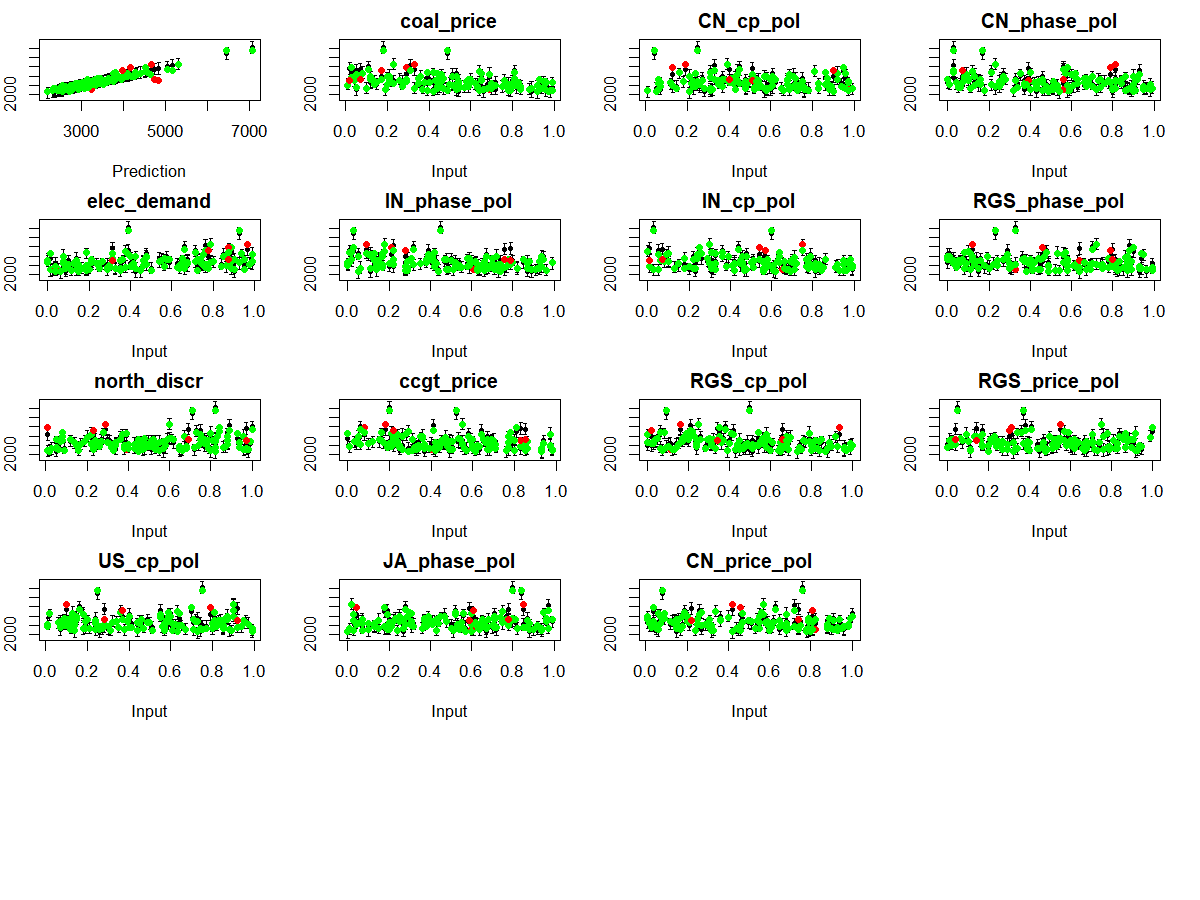 coal_price CN_cp_pol CN_phase_pol
2000 2000 2000 2000
3000 5000 7000 0.0 0.2 0.4 0.6 0.8 1.0 0.0 0.2 0.4 0.6 0.8 1.0 0.0 0.2 0.4 0.6 0.8 1.0
Prediction Input Input Input
elec_demand IN_phase_pol IN_cp_pol RGS_phase_pol
2000 2000 2000 2000
0.0 0.2 0.4 0.6 0.8 1.0 0.0 0.2 0.4 0.6 0.8 1.0 0.0 0.2 0.4 0.6 0.8 1.0 0.0 0.2 0.4 0.6 0.8 1.0
Input Input Input Input
north_discr ccgt_price RGS_cp_pol RGS_price_pol
2000 2000 2000 2000
0.0 0.2 0.4 0.6 0.8 1.0 0.0 0.2 0.4 0.6 0.8 1.0 0.0 0.2 0.4 0.6 0.8 1.0 0.0 0.2 0.4 0.6 0.8 1.0
Input Input Input Input
US_cp_pol JA_phase_pol CN_price_pol
2000 2000 2000
0.0 0.2 0.4 0.6 0.8 1.0 0.0 0.2 0.4 0.6 0.8 1.0 0.0 0.2 0.4 0.6 0.8 1.0
Input Input Input